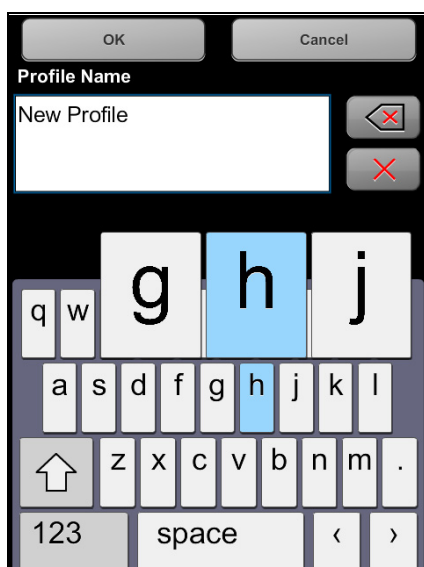 OK Cancel
Profile Name
New Profile
g h j
q w
a s d f g h j k l
z x c v b n m .
123 space ‹ ›